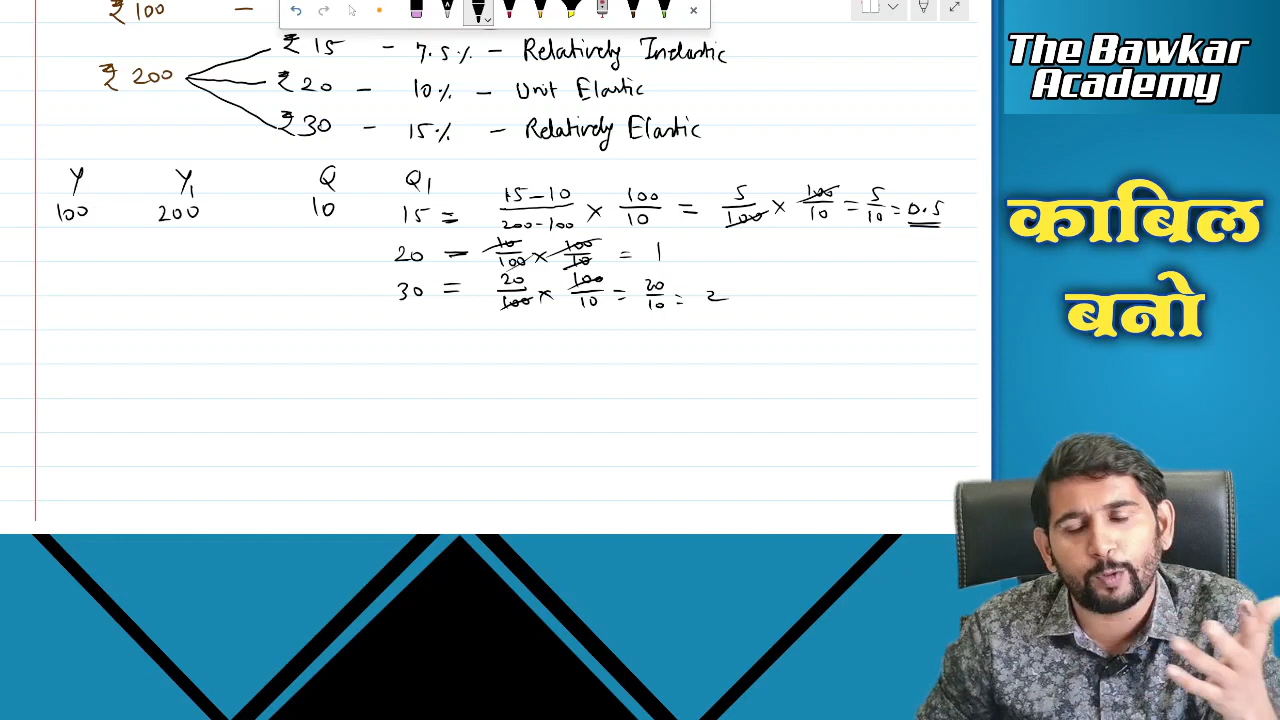 ₹ 100 –
₹ 15 – 7.5% – Relatively Inelastic
₹ 200
₹ 20 – 10% – Unit Elastic
₹ 30 – 15% – Relatively Elastic
Y Y₁ Q Q₁
100 200 10 15 = 15–10/200–100 × 100/10 = 5/100 × 100/10 = 5/10 = 0.5
20 = 10/100 × 100/10 = 1
30 = 20/100 × 100/10 = 20/10 = 2
The Bawkar
Academy
काबिल
बनो